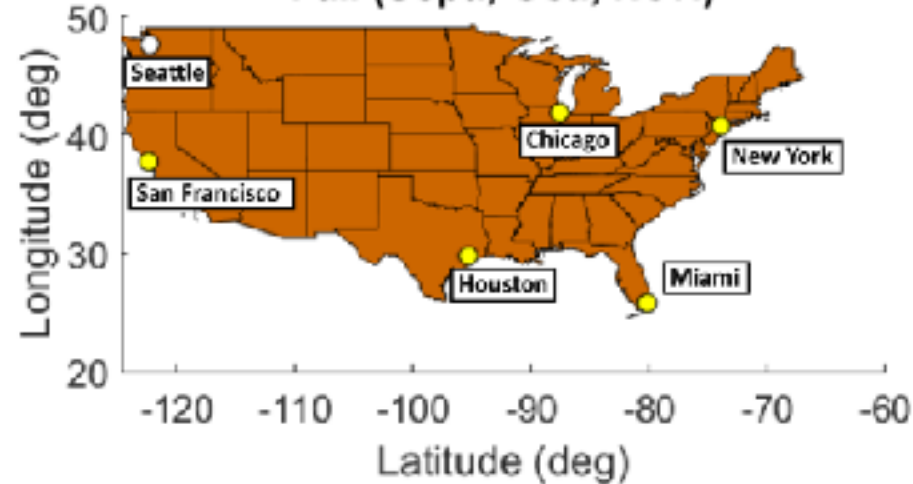 50
Seattle
Longitude (deg)
40
Chicago
New York
San Francisco
30
Houston
Miami
20
-120 -110 -100 -90 -80 -70 -60
Latitude (deg)